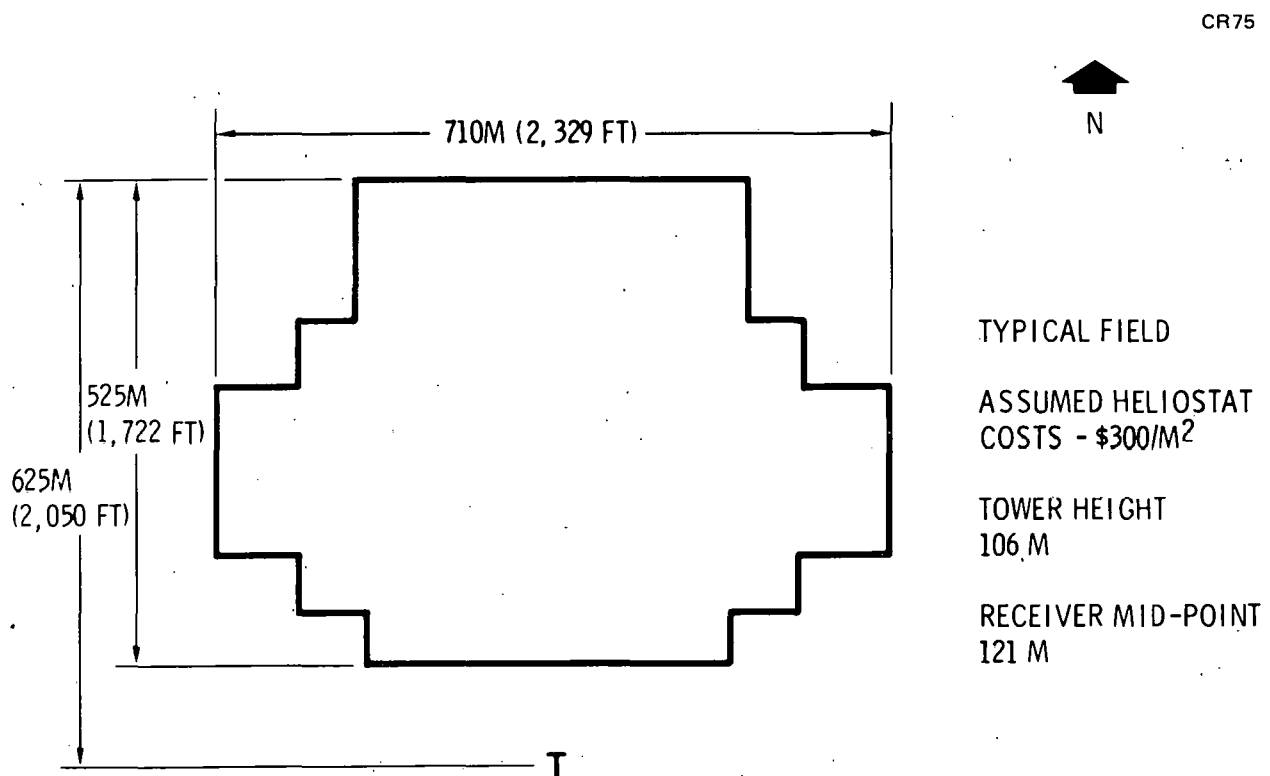 CR75
N
710M (2,329 FT)
525M
(1,722 FT)
625M
(2,050 FT)
TYPICAL FIELD
ASSUMED HELIOSTAT
COSTS - $300/M²
TOWER HEIGHT
106 M
RECEIVER MID-POINT
121 M
T